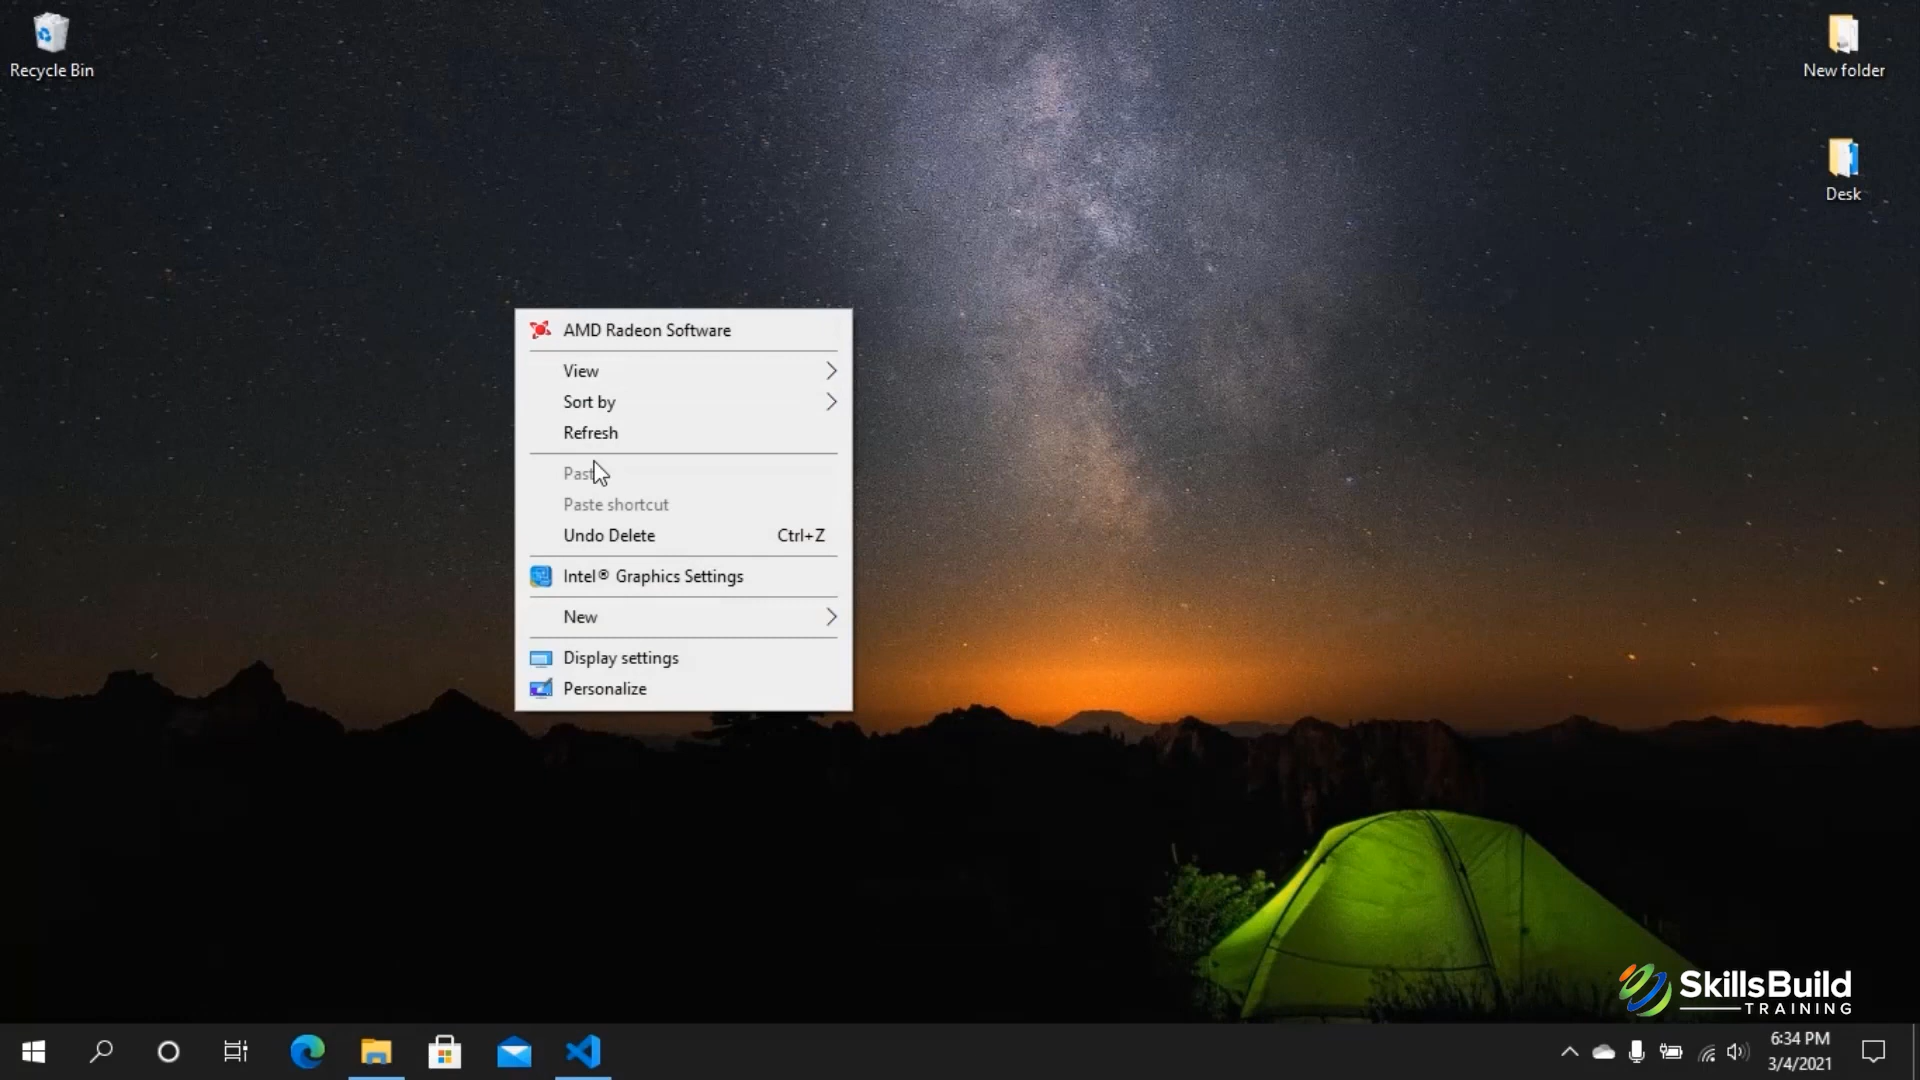 Recycle Bin
New folder
Desk
AMD Radeon Software
View
Sort by
Refresh
Past
Paste shortcut
Undo Delete Ctrl+Z
Intel® Graphics Settings
New
Display settings
Personalize
SkillsBuild
TRAINING
6:34 PM
3/4/2021